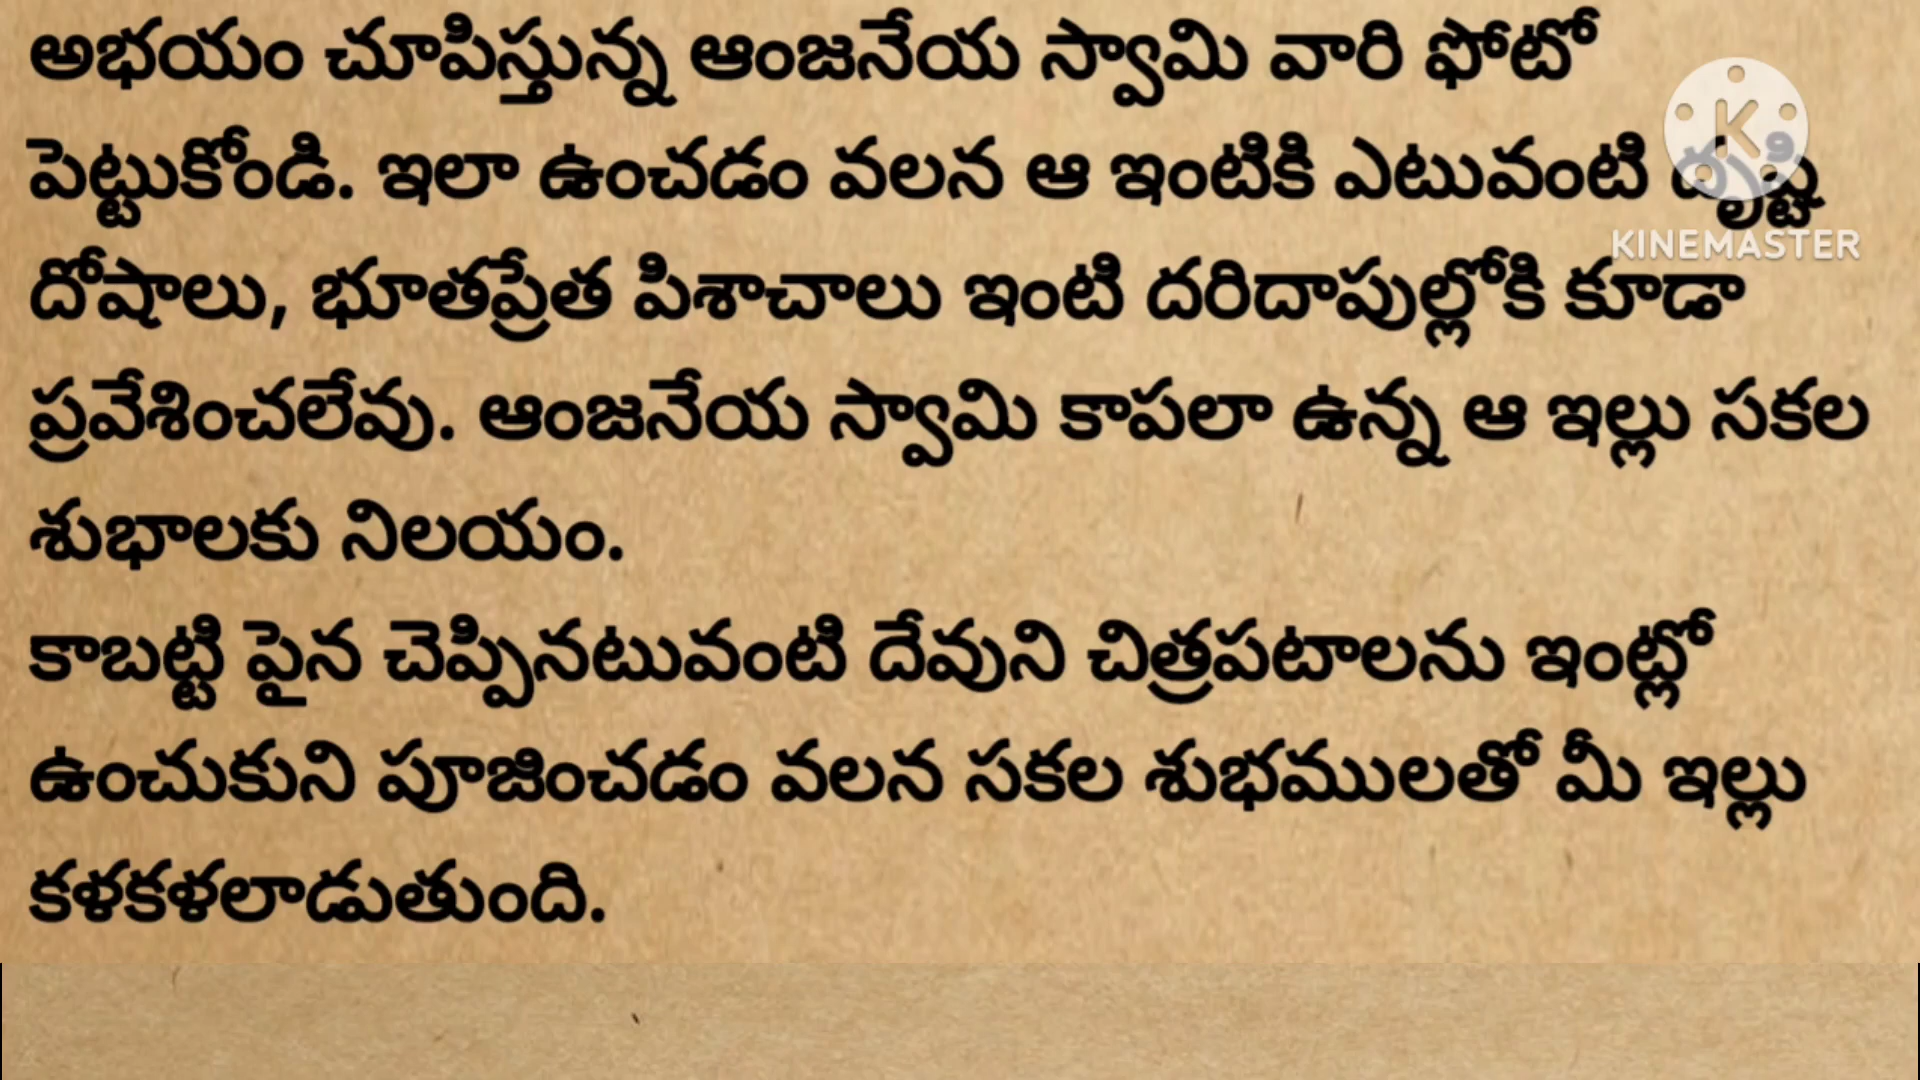 అభయం చూపిస్తున్న ఆంజనేయ స్వామి వారి ఫోటో
పెట్టుకోండి. ఇలా ఉంచడం వలన ఆ ఇంటికి ఎటువంటి దృష్టి
KINEMASTER
దోషాలు, భూతప్రేత పిశాచాలు ఇంటి దరిదాపుల్లోకి కూడా
ప్రవేశించలేవు. ఆంజనేయ స్వామి కాపలా ఉన్న ఆ ఇల్లు సకల
శుభాలకు నిలయం.
కాబట్టి పైన చెప్పినటువంటి దేవుని చిత్రపటాలను ఇంట్లో
ఉంచుకుని పూజించడం వలన సకల శుభములతో మీ ఇల్లు
కళకళలాడుతుంది.